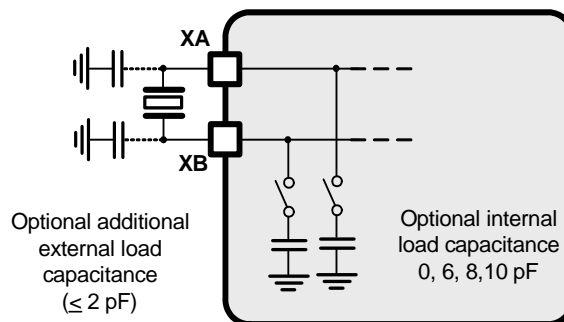 XA
XB
Optional additional
external load
capacitance
(≤ 2 pF)
Optional internal
load capacitance
0, 6, 8,10 pF